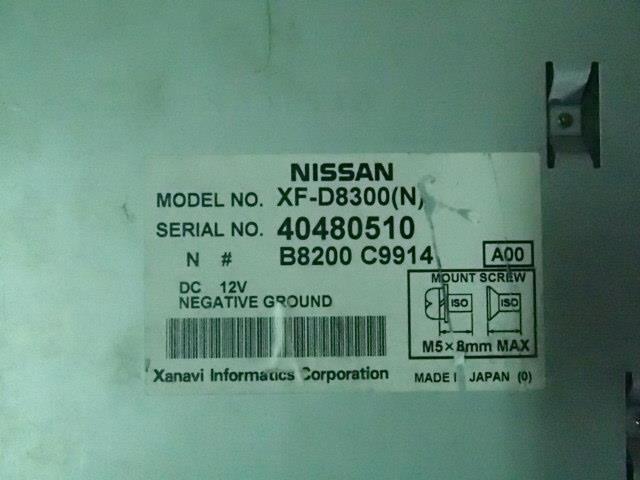 NISSAN
MODEL NO. XF-D8300(N)
SERIAL NO. 40480510
N # B8200 C9914
A00
DC 12V
NEGATIVE GROUND
MOUNT SCREW
ISO ISO
M5×8mm MAX
Xanavi Informatics Corporation
MADE I JAPAN (0)